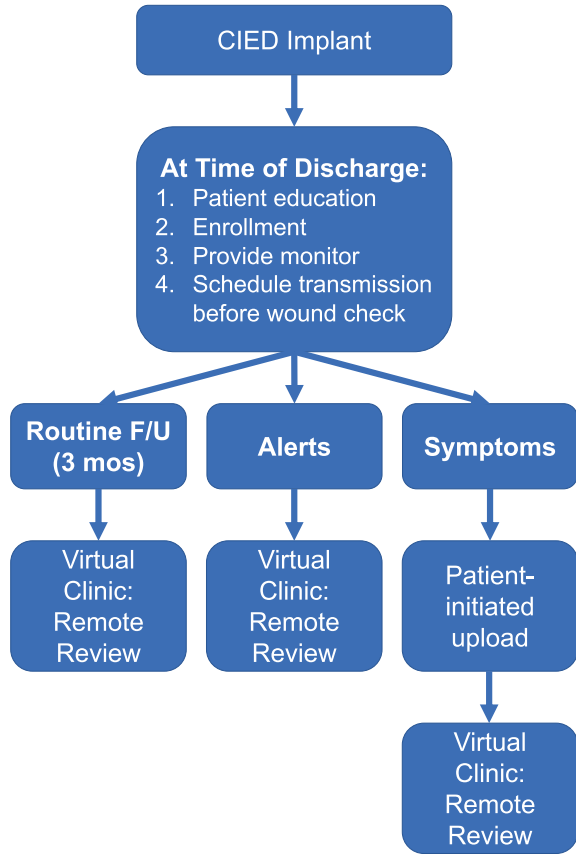 CIED Implant
At Time of Discharge:
1. Patient education
2. Enrollment
3. Provide monitor
4. Schedule transmission
before wound check
Routine F/U
(3 mos)
Alerts
Symptoms
Virtual
Clinic:
Remote
Review
Virtual
Clinic:
Remote
Review
Patient-
initiated
upload
Virtual
Clinic:
Remote
Review